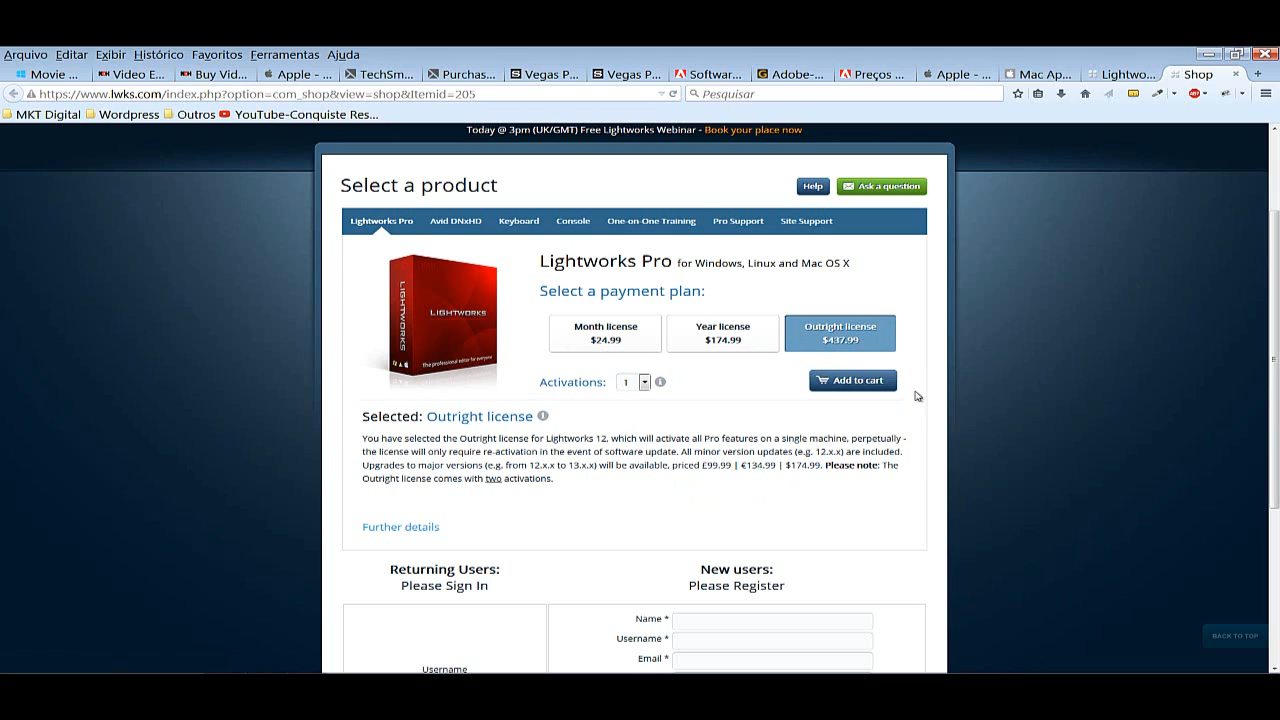 Arquivo Editar Exibir Histórico Favoritos Ferramentas Ajuda
Movie ... Video E... Buy Vid... Apple - ... TechSm... Purchas... Vegas P... Vegas P... Softwar... Adobe-... Preços ... Apple - ... Mac Ap... Lightwo... Shop
https://www.lwks.com/index.php?option=com_shop&view=shop&Itemid=205 Pesquisar
MKT Digital Wordpress Outros YouTube-Conquiste Res...
Today @ 3pm (UK/GMT) Free Lightworks Webinar - Book your place now
Select a product Help Ask a question
Lightworks Pro Avid DNxHD Keyboard Console One-on-One Training Pro Support Site Support
Lightworks Pro for Windows, Linux and Mac OS X
Select a payment plan:
LIGHTWORKS
LIGHTWORKS
The professional editor for everyone
Month license Year license Outright license
$24.99 $174.99 $437.99
Activations: 1 Add to cart
Selected: Outright license
You have selected the Outright license for Lightworks 12, which will activate all Pro features on a single machine, perpetually -
the license will only require re-activation in the event of software update. All minor version updates (e.g. 12.x.x) are included.
Upgrades to major versions (e.g. from 12.x.x to 13.x.x) will be available, priced £99.99 | €134.99 | $174.99. Please note: The
Outright license comes with two activations.
Further details
Returning Users: New users:
Please Sign In Please Register
Name *
Username *
Email *
Username
BACK TO TOP